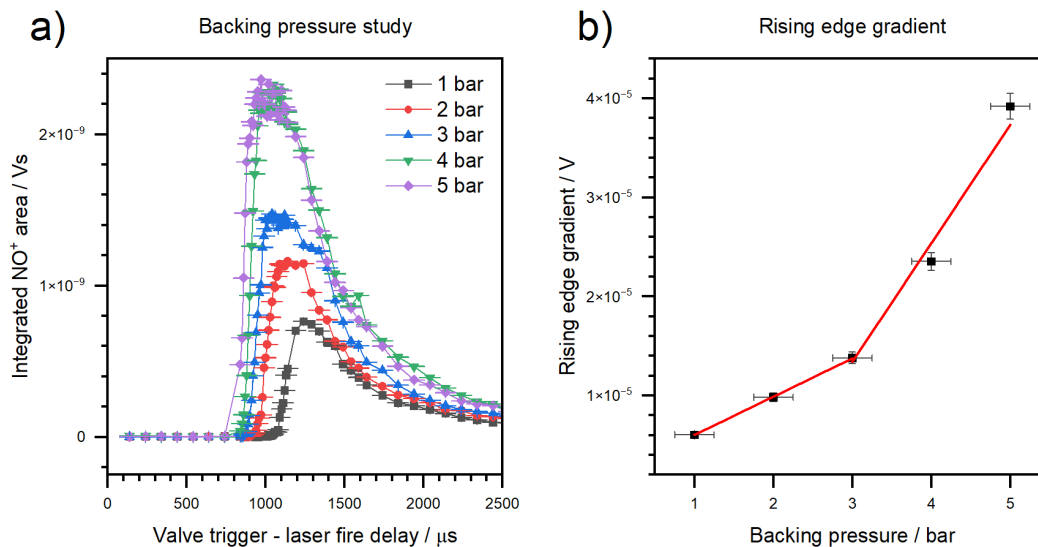 a)
Backing pressure study
Integrated NO⁺ area / Vs
2×10⁻⁹
1×10⁻⁹
0
1 bar
2 bar
3 bar
4 bar
5 bar
0 500 1000 1500 2000 2500
Valve trigger - laser fire delay / μs
b)
Rising edge gradient
Rising edge gradient / V
4×10⁻⁵
3×10⁻⁵
2×10⁻⁵
1×10⁻⁵
1 2 3 4 5
Backing pressure / bar